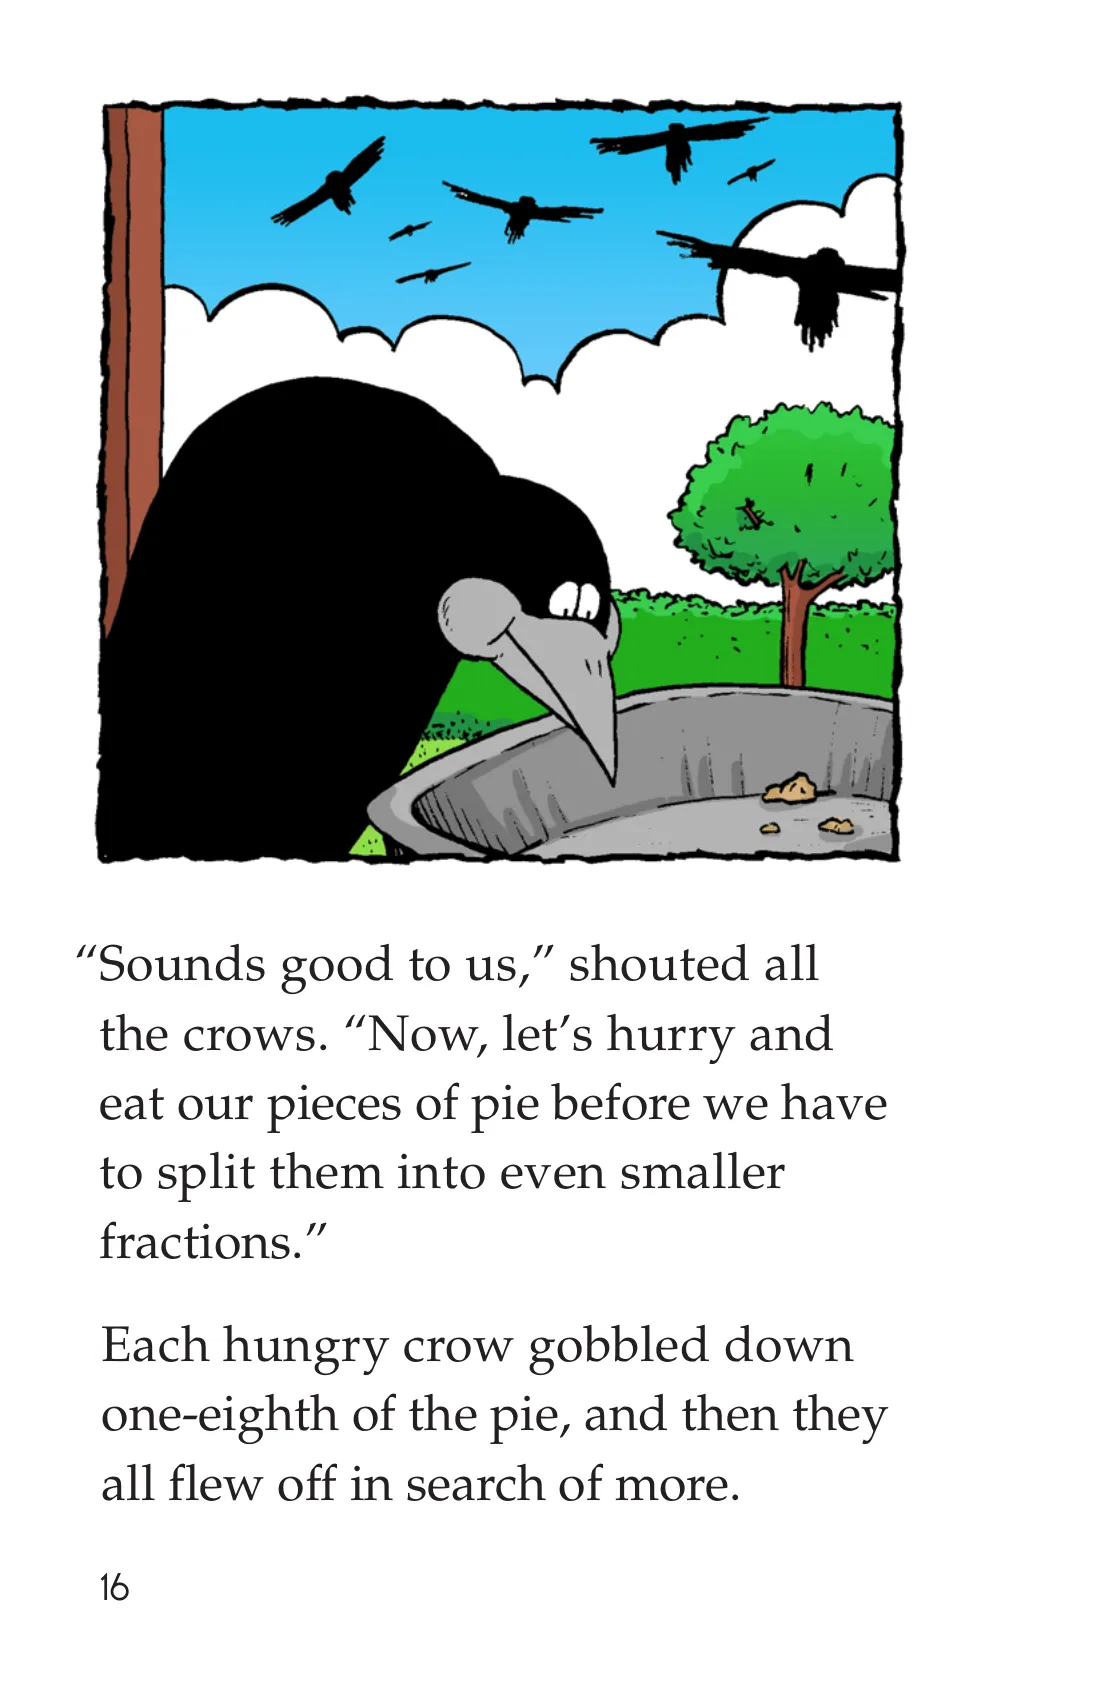 “Sounds good to us,” shouted all
the crows. “Now, let’s hurry and
eat our pieces of pie before we have
to split them into even smaller
fractions.”
Each hungry crow gobbled down
one-eighth of the pie, and then they
all flew off in search of more.
16